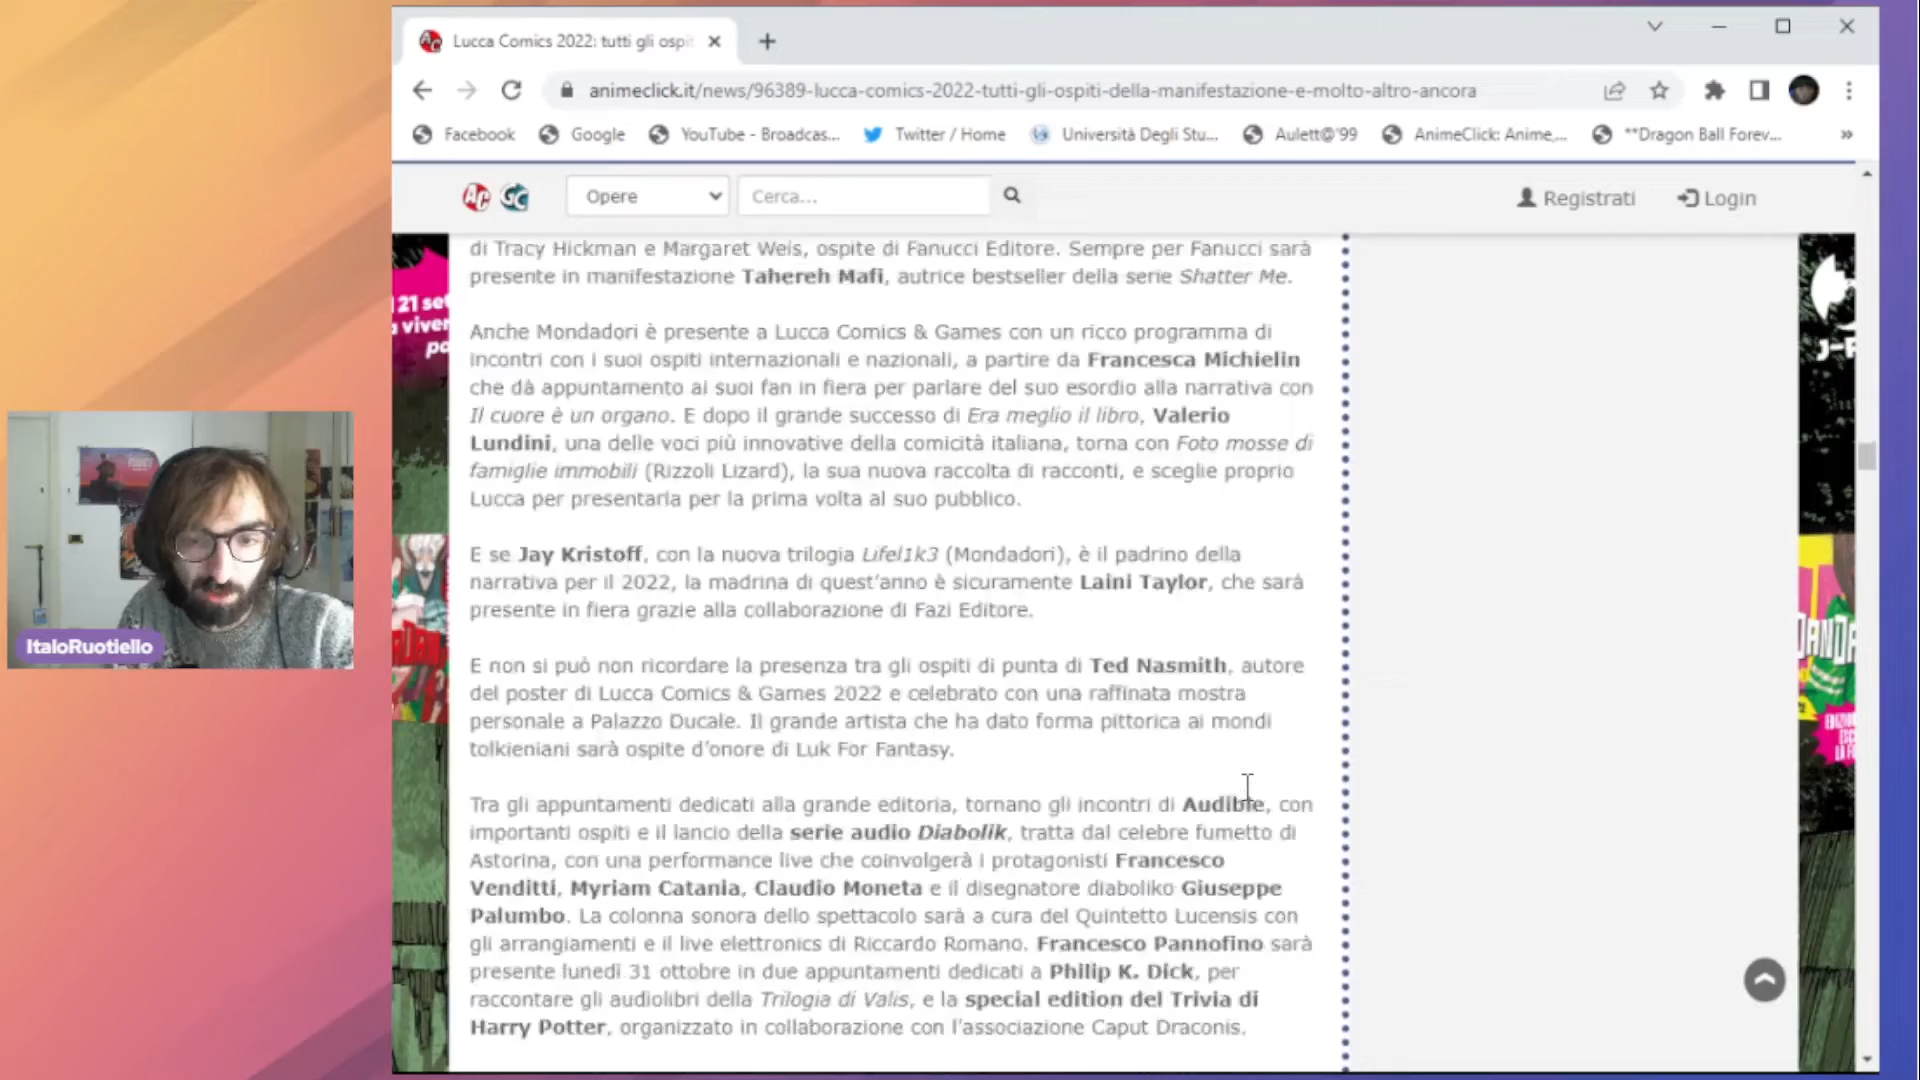 Lucca Comics 2022: tutti gli ospit
animeclick.it/news/96389-lucca-comics-2022-tutti-gli-ospiti-della-manifestazione-e-molto-altro-ancora
Facebook Google YouTube - Broadcas... Twitter / Home Università Degli Stu... Aulett@'99 AnimeClick: Anime,... **Dragon Ball Forev... »
AC GC Opere Cerca... Registrati Login
di Tracy Hickman e Margaret Weis, ospite di Fanucci Editore. Sempre per Fanucci sarà
presente in manifestazione Tahereh Mafi, autrice bestseller della serie Shatter Me.
Anche Mondadori è presente a Lucca Comics & Games con un ricco programma di
incontri con i suoi ospiti internazionali e nazionali, a partire da Francesca Michielin
che dà appuntamento ai suoi fan in fiera per parlare del suo esordio alla narrativa con
Il cuore è un organo. E dopo il grande successo di Era meglio il libro, Valerio
Lundini, una delle voci più innovative della comicità italiana, torna con Foto mosse di
famiglie immobili (Rizzoli Lizard), la sua nuova raccolta di racconti, e sceglie proprio
Lucca per presentarla per la prima volta al suo pubblico.
E se Jay Kristoff, con la nuova trilogia Lifel1k3 (Mondadori), è il padrino della
narrativa per il 2022, la madrina di quest'anno è sicuramente Laini Taylor, che sarà
presente in fiera grazie alla collaborazione di Fazi Editore.
E non si può non ricordare la presenza tra gli ospiti di punta di Ted Nasmith, autore
del poster di Lucca Comics & Games 2022 e celebrato con una raffinata mostra
personale a Palazzo Ducale. Il grande artista che ha dato forma pittorica ai mondi
tolkieniani sarà ospite d'onore di Luk For Fantasy.
Tra gli appuntamenti dedicati alla grande editoria, tornano gli incontri di Audible, con
importanti ospiti e il lancio della serie audio Diabolik, tratta dal celebre fumetto di
Astorina, con una performance live che coinvolgerà i protagonisti Francesco
Venditti, Myriam Catania, Claudio Moneta e il disegnatore diaboliko Giuseppe
Palumbo. La colonna sonora dello spettacolo sarà a cura del Quintetto Lucensis con
gli arrangiamenti e il live elettronics di Riccardo Romano. Francesco Pannofino sarà
presente lunedì 31 ottobre in due appuntamenti dedicati a Philip K. Dick, per
raccontare gli audiolibri della Trilogia di Valis, e la special edition del Trivia di
Harry Potter, organizzato in collaborazione con l'associazione Caput Draconis.
21 set
a viver
po
ItaloRuotiello